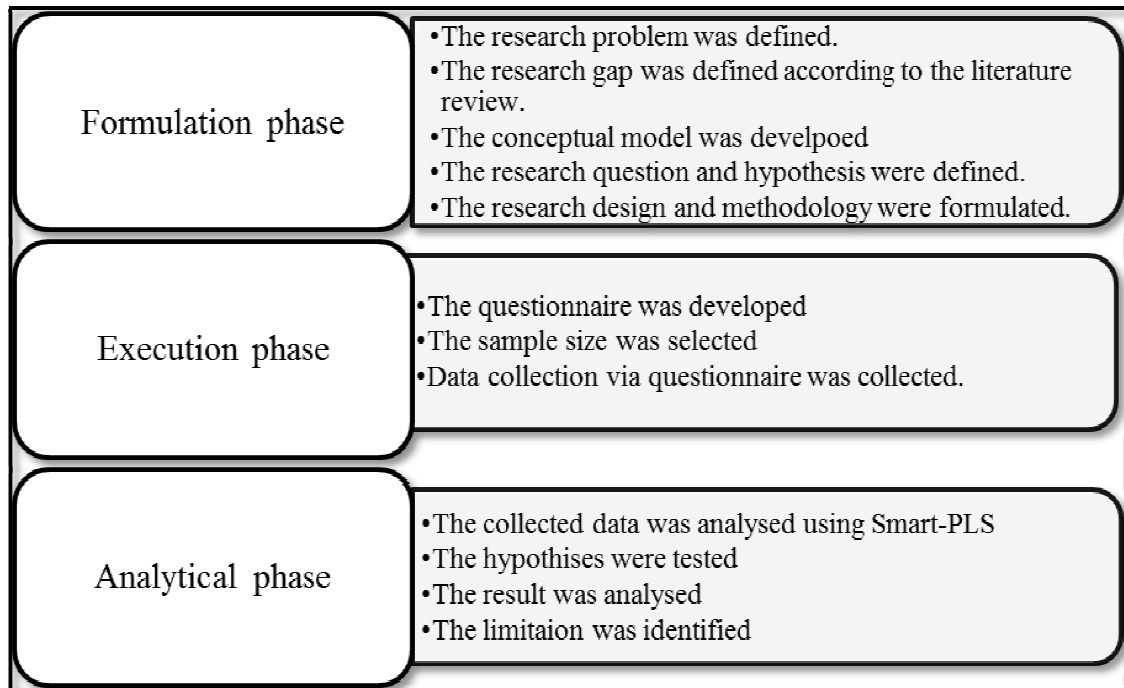 Formulation phase
•The research problem was defined.
•The research gap was defined according to the literature
review.
•The conceptual model was develpoed
•The research question and hypothesis were defined.
•The research design and methodology were formulated.
Execution phase
•The questionnaire was developed
•The sample size was selected
•Data collection via questionnaire was collected.
Analytical phase
•The collected data was analysed using Smart-PLS
•The hypothises were tested
•The result was analysed
•The limitaion was identified